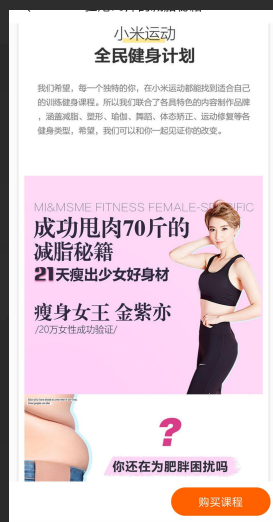 小米运动
全民健身计划
我们希望，每一个独特的你，在小米运动都能找到适合自己
的训练健身课程。所以我们联合了各具特色的内容制作品牌
，涵盖减脂、塑形、瑜伽、舞蹈、体态矫正、运动修复等各
健身类型，希望，我们可以和你一起见证你的改变。
MI&MSME FITNESS FEMALE-SPECIFIC
成功甩肉70斤的
减脂秘籍
21天瘦出少女好身材
瘦身女王 金紫亦
/20万女性成功验证/
?
你还在为肥胖困扰吗
购买课程